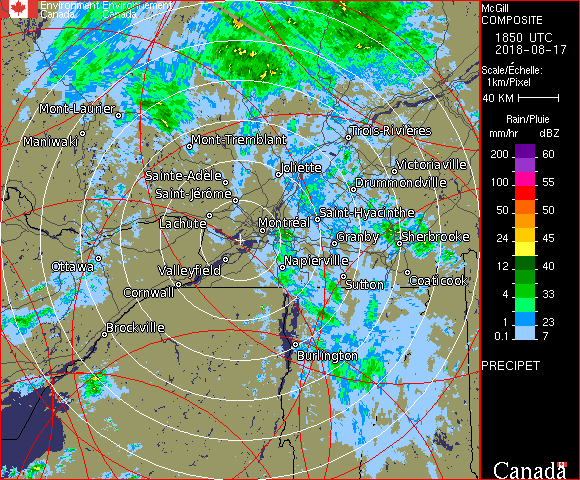 Environment Environnement
Canada Canada
McGill
COMPOSITE
1850 UTC
2018-08-17
Scale/Échelle:
1km/Pixel
40 KM
Rain/Pluie
mm/hr dBZ
200 60
100 55
50 50
24 45
12 40
4 33
1 23
0.1 7
PRECIPET
Canada
Mont-Laurier
Maniwaki
Mont-Tremblant
Trois-Rivières
Joliette
Victoriaville
Sainte-Adèle
Drummondville
Saint-Jérôme
Lachute
Saint-Hyacinthe
Montréal
Granby
Sherbrooke
Ottawa
Valleyfield
Napierville
Sutton
Coaticook
Cornwall
Brockville
Burlington